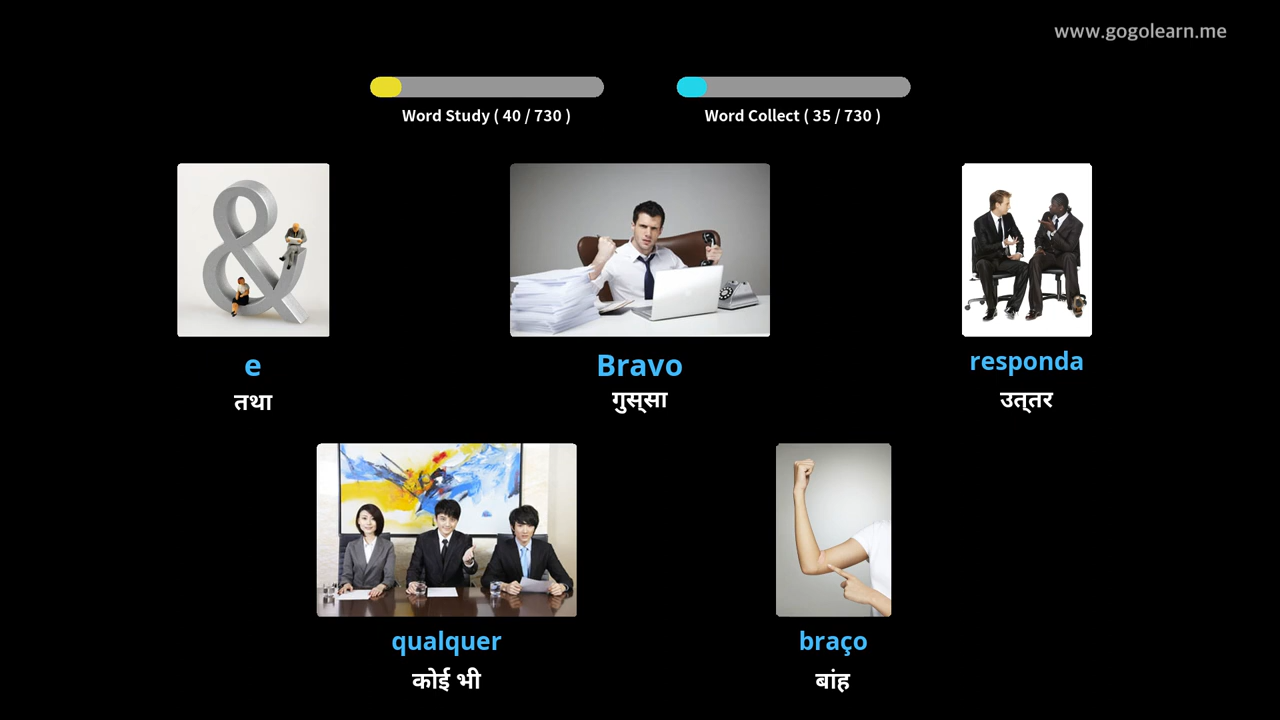 www.gogolearn.me
Word Study ( 40 / 730 )
Word Collect ( 35 / 730 )
e
तथा
Bravo
गुस्सा
responda
उत्तर
qualquer
कोई भी
braço
बांह